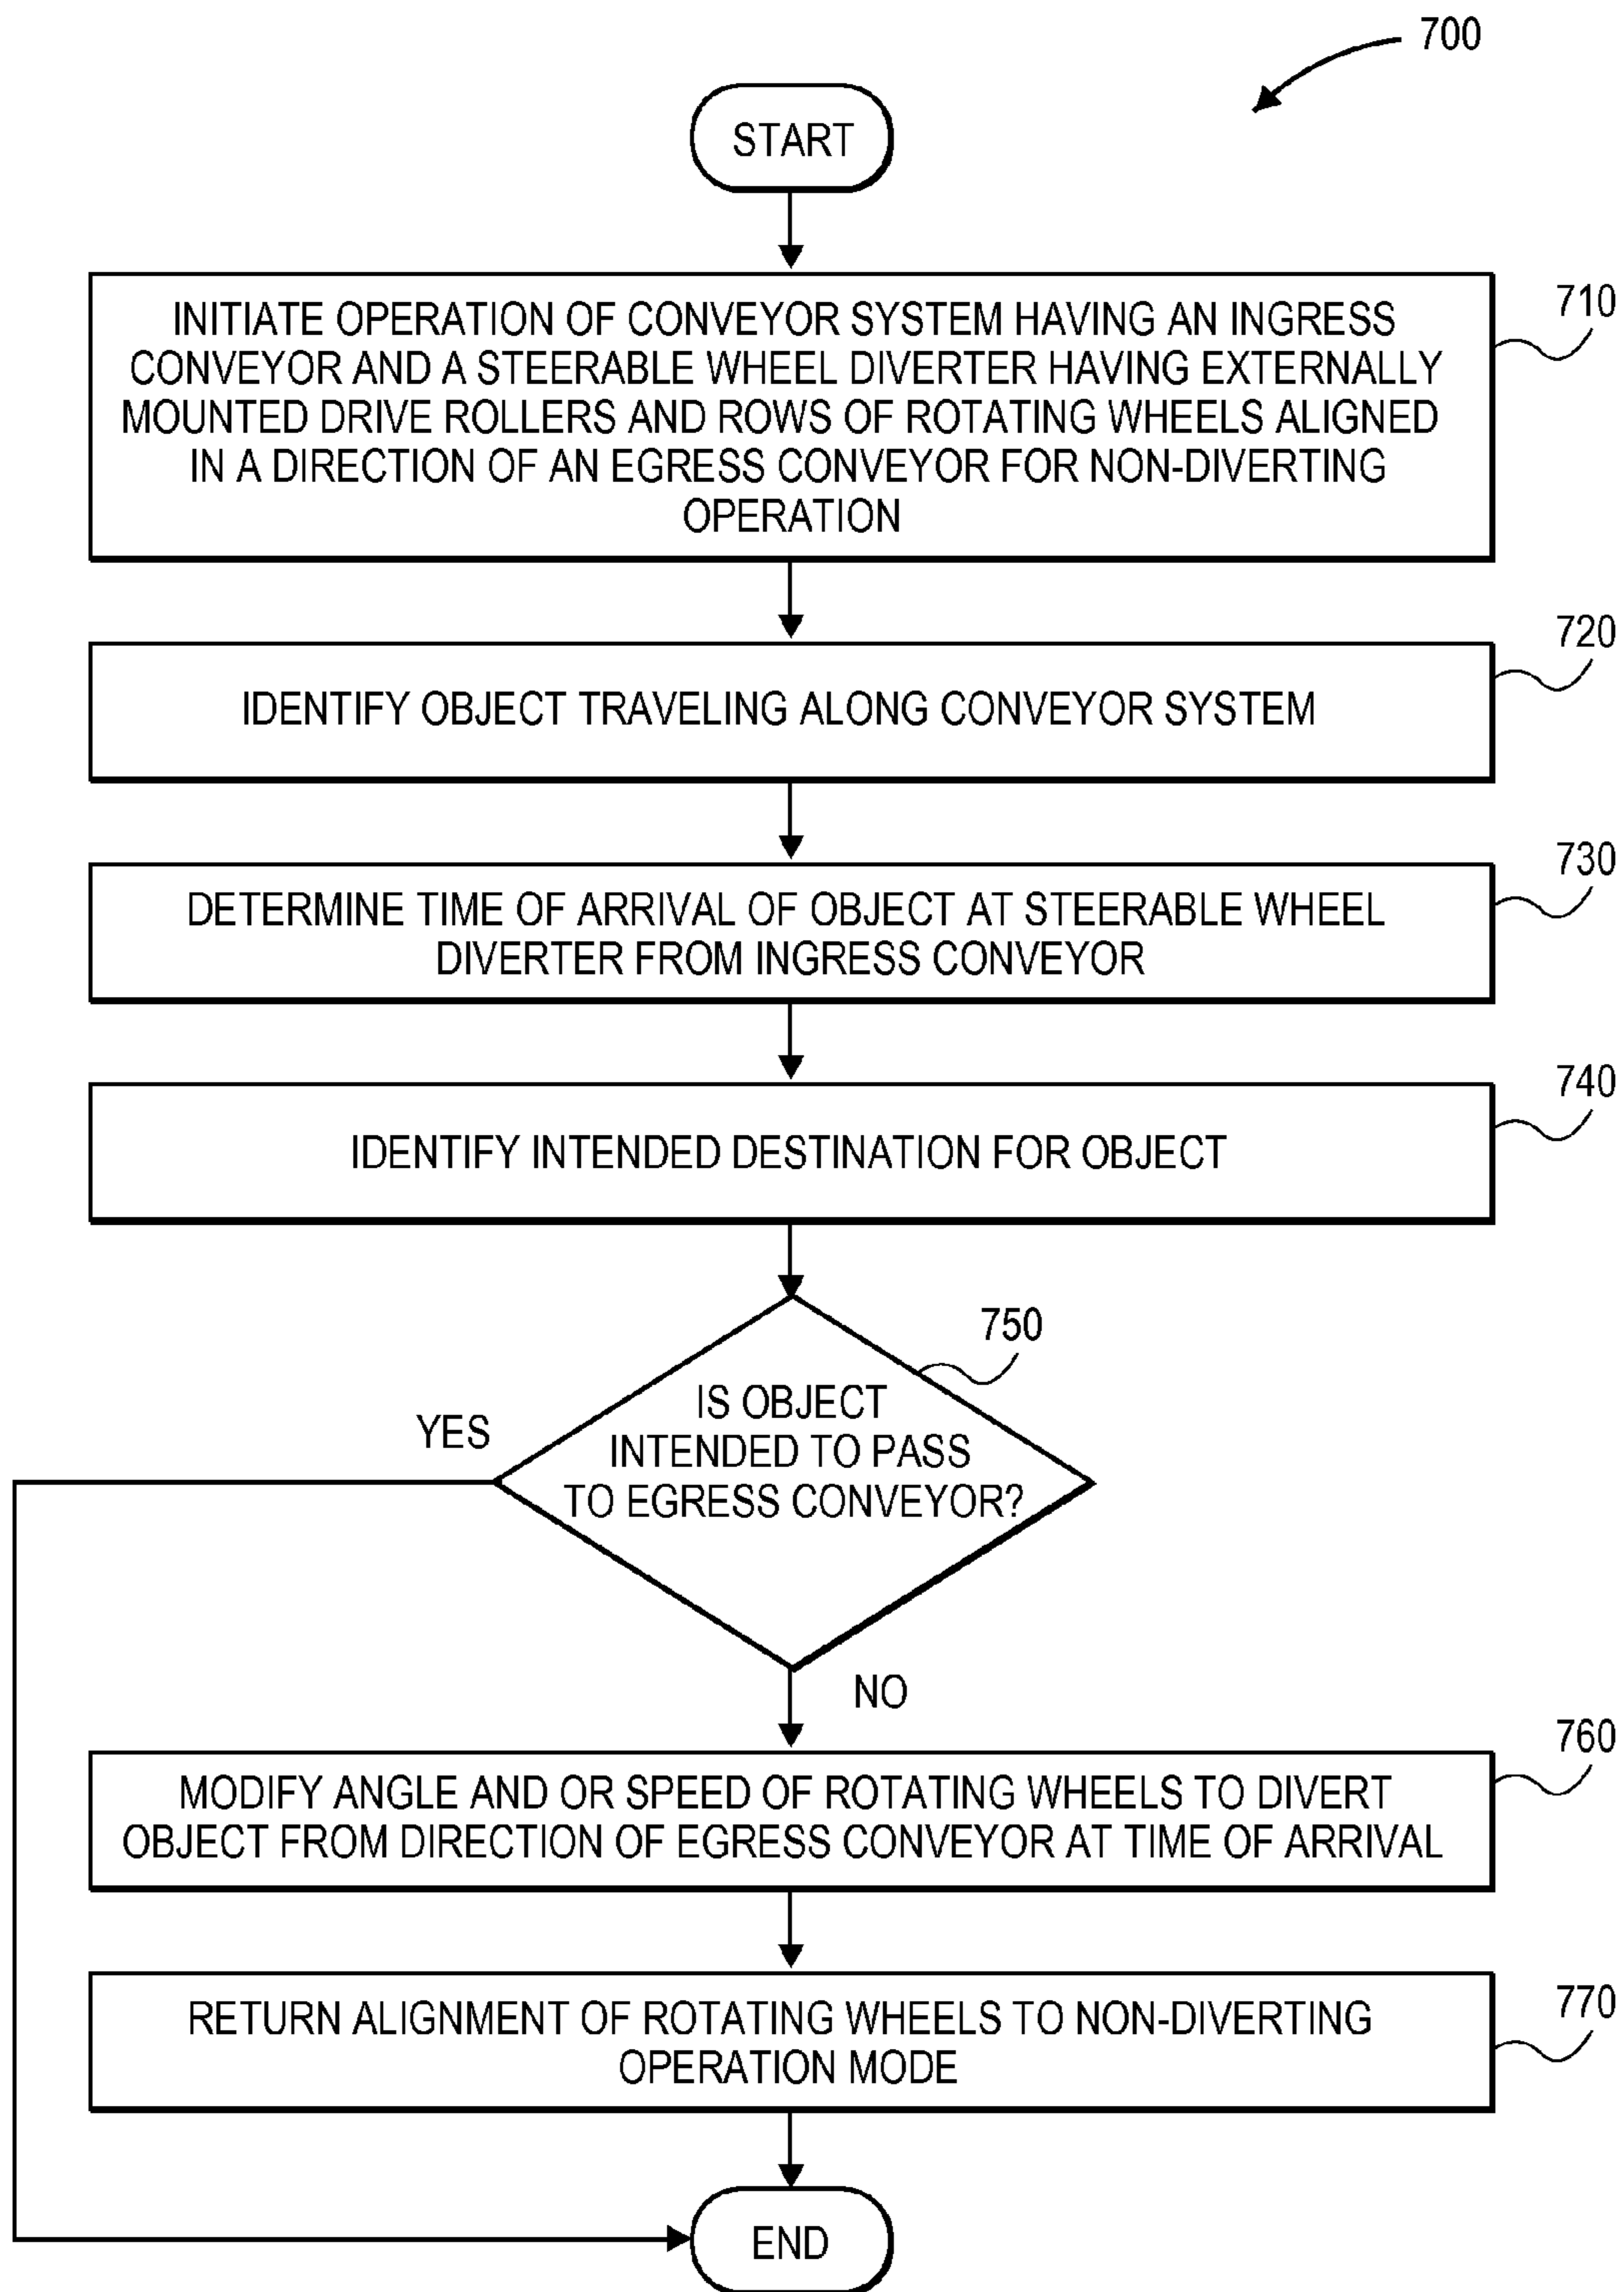 700
START
INITIATE OPERATION OF CONVEYOR SYSTEM HAVING AN INGRESS
CONVEYOR AND A STEERABLE WHEEL DIVERTER HAVING EXTERNALLY
MOUNTED DRIVE ROLLERS AND ROWS OF ROTATING WHEELS ALIGNED
IN A DIRECTION OF AN EGRESS CONVEYOR FOR NON-DIVERTING
OPERATION
710
IDENTIFY OBJECT TRAVELING ALONG CONVEYOR SYSTEM
720
DETERMINE TIME OF ARRIVAL OF OBJECT AT STEERABLE WHEEL
DIVERTER FROM INGRESS CONVEYOR
730
IDENTIFY INTENDED DESTINATION FOR OBJECT
740
IS OBJECT
INTENDED TO PASS
TO EGRESS CONVEYOR?
750
YES
NO
MODIFY ANGLE AND OR SPEED OF ROTATING WHEELS TO DIVERT
OBJECT FROM DIRECTION OF EGRESS CONVEYOR AT TIME OF ARRIVAL
760
RETURN ALIGNMENT OF ROTATING WHEELS TO NON-DIVERTING
OPERATION MODE
770
END